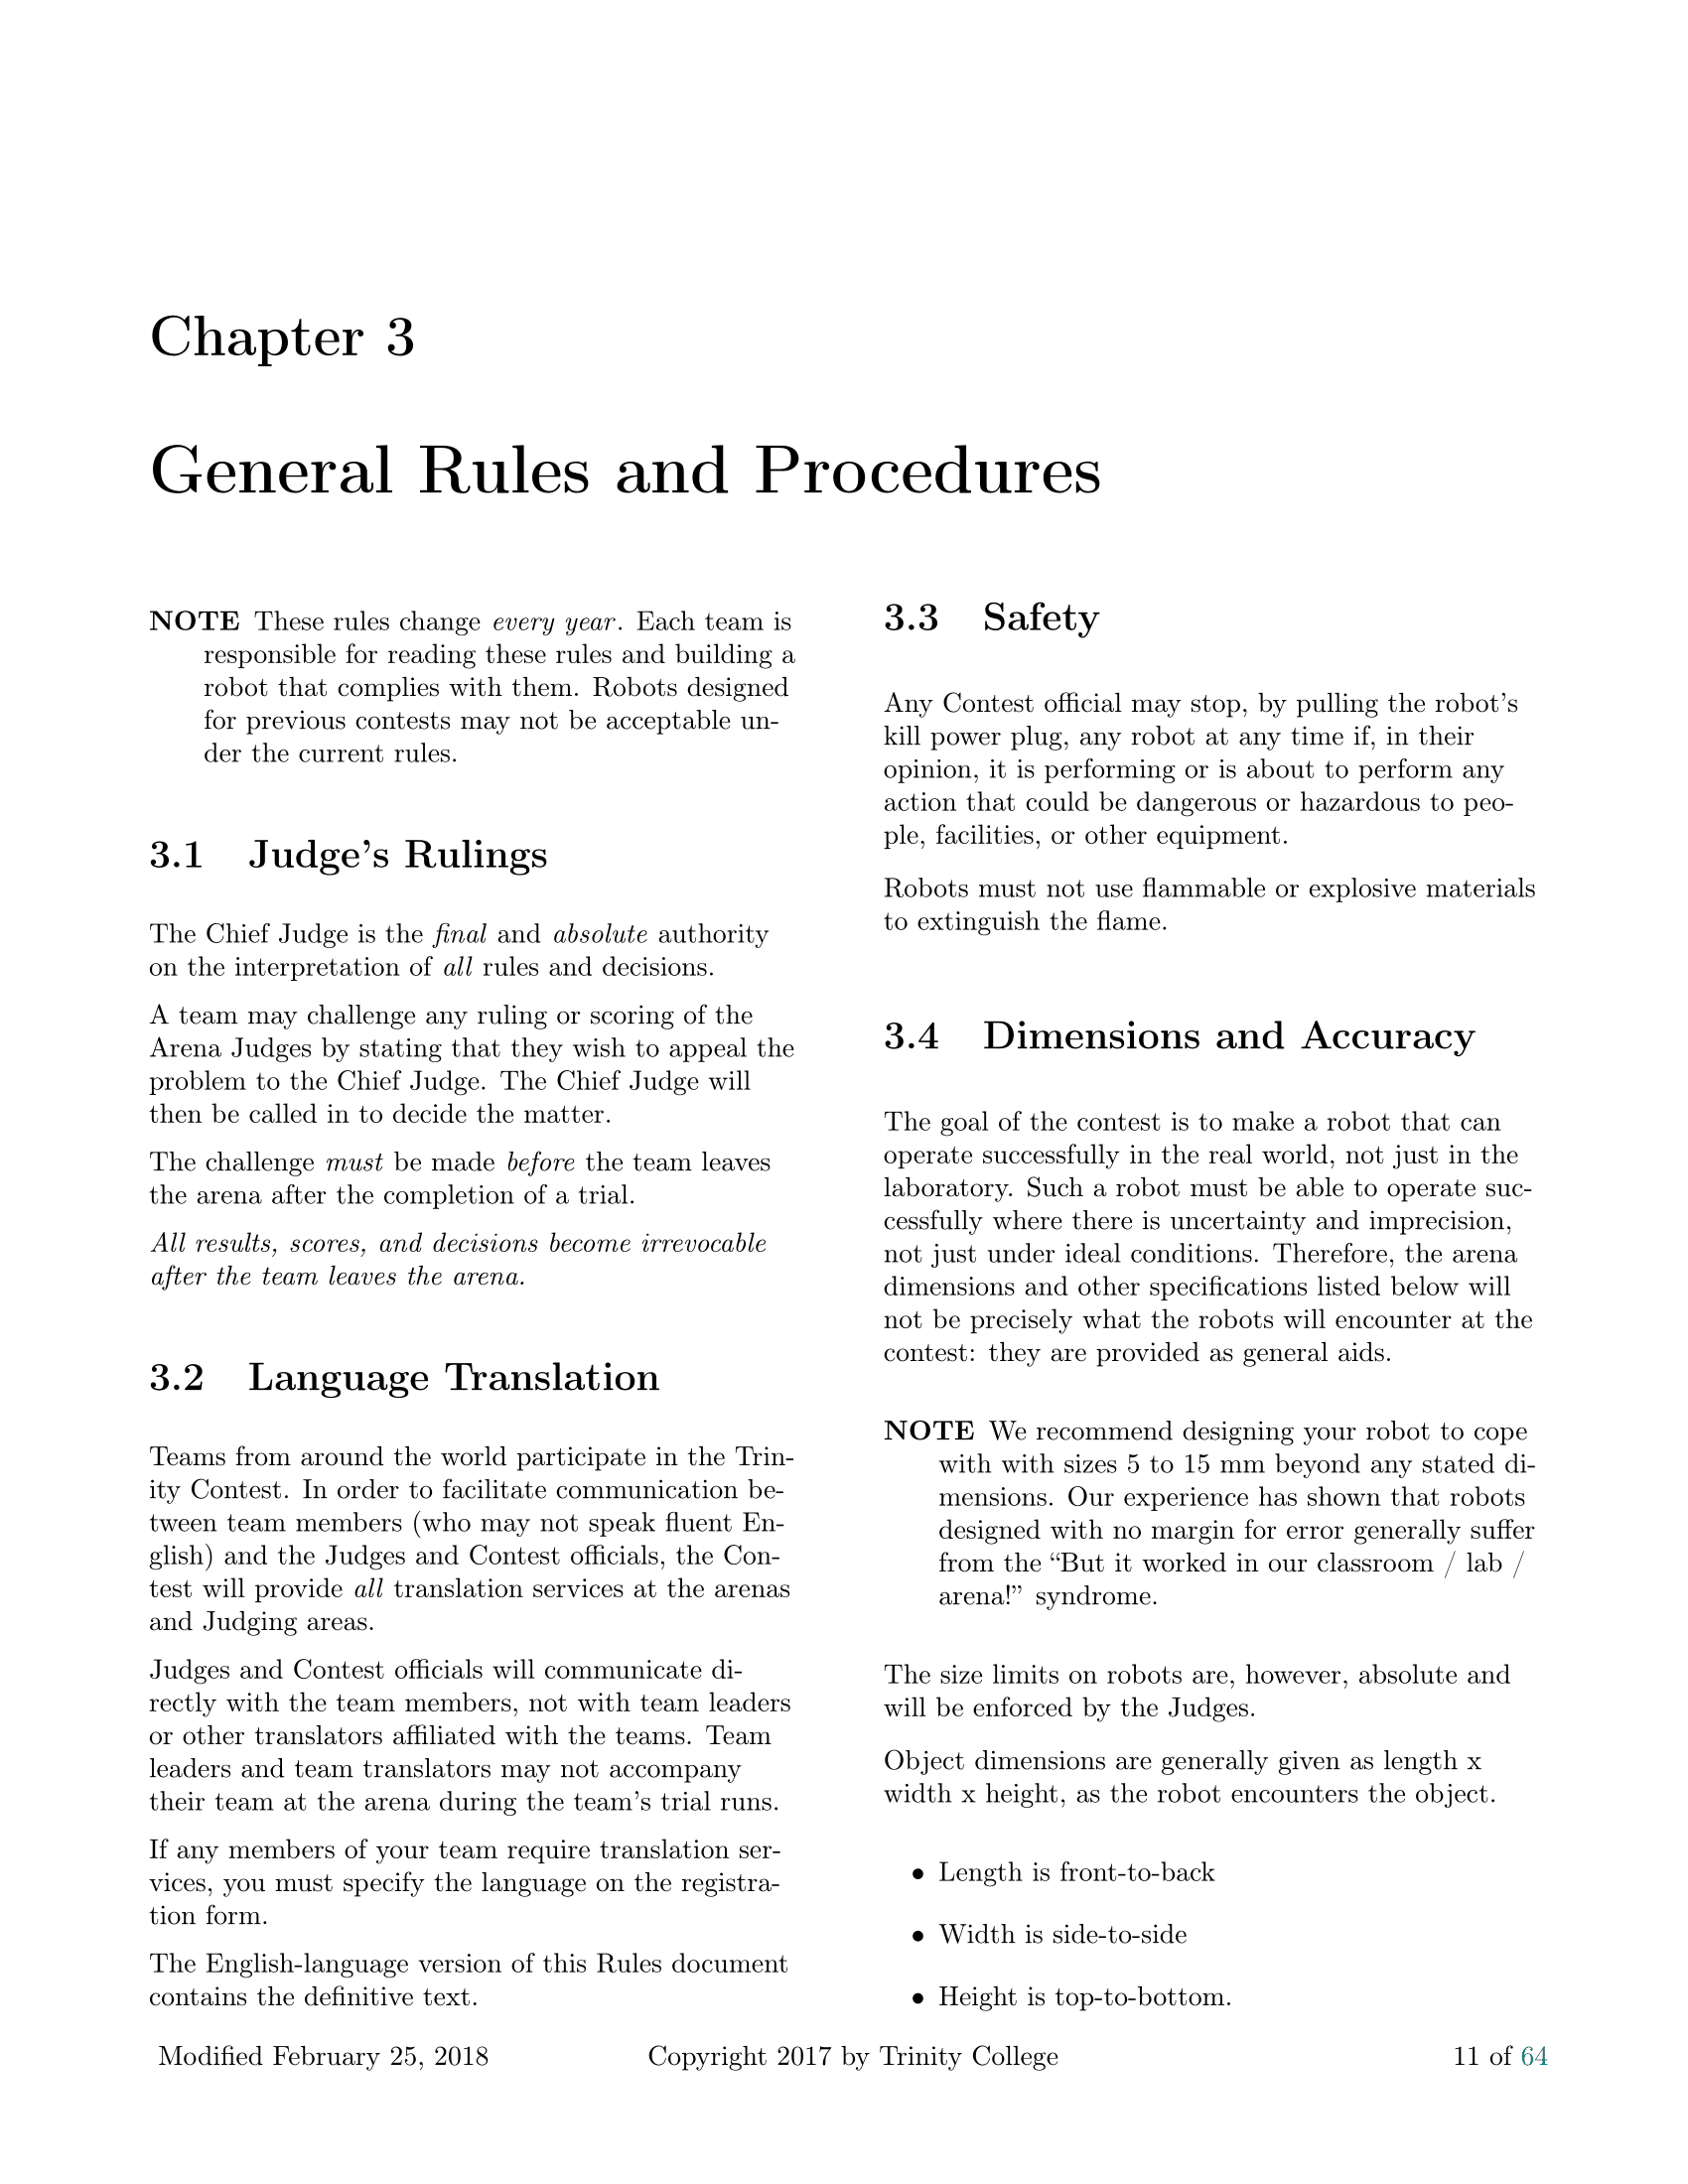 Chapter 3
General Rules and Procedures
NOTE These rules change every year. Each team is
responsible for reading these rules and building a
robot that complies with them. Robots designed
for previous contests may not be acceptable un-
der the current rules.
3.1 Judge's Rulings
The Chief Judge is the final and absolute authority
on the interpretation of all rules and decisions.
A team may challenge any ruling or scoring of the
Arena Judges by stating that they wish to appeal the
problem to the Chief Judge. The Chief Judge will
then be called in to decide the matter.
The challenge must be made before the team leaves
the arena after the completion of a trial.
All results, scores, and decisions become irrevocable
after the team leaves the arena.
3.2 Language Translation
Teams from around the world participate in the Trin-
ity Contest. In order to facilitate communication be-
tween team members (who may not speak fluent En-
glish) and the Judges and Contest officials, the Con-
test will provide all translation services at the arenas
and Judging areas.
Judges and Contest officials will communicate di-
rectly with the team members, not with team leaders
or other translators affiliated with the teams. Team
leaders and team translators may not accompany
their team at the arena during the team's trial runs.
If any members of your team require translation ser-
vices, you must specify the language on the registra-
tion form.
The English-language version of this Rules document
contains the definitive text.
3.3 Safety
Any Contest official may stop, by pulling the robot's
kill power plug, any robot at any time if, in their
opinion, it is performing or is about to perform any
action that could be dangerous or hazardous to peo-
ple, facilities, or other equipment.
Robots must not use flammable or explosive materials
to extinguish the flame.
3.4 Dimensions and Accuracy
The goal of the contest is to make a robot that can
operate successfully in the real world, not just in the
laboratory. Such a robot must be able to operate suc-
cessfully where there is uncertainty and imprecision,
not just under ideal conditions. Therefore, the arena
dimensions and other specifications listed below will
not be precisely what the robots will encounter at the
contest: they are provided as general aids.
NOTE We recommend designing your robot to cope
with with sizes 5 to 15 mm beyond any stated di-
mensions. Our experience has shown that robots
designed with no margin for error generally suffer
from the “But it worked in our classroom / lab /
arena!” syndrome.
The size limits on robots are, however, absolute and
will be enforced by the Judges.
Object dimensions are generally given as length x
width x height, as the robot encounters the object.
• Length is front-to-back
• Width is side-to-side
• Height is top-to-bottom.
Modified February 25, 2018 Copyright 2017 by Trinity College 11 of 64